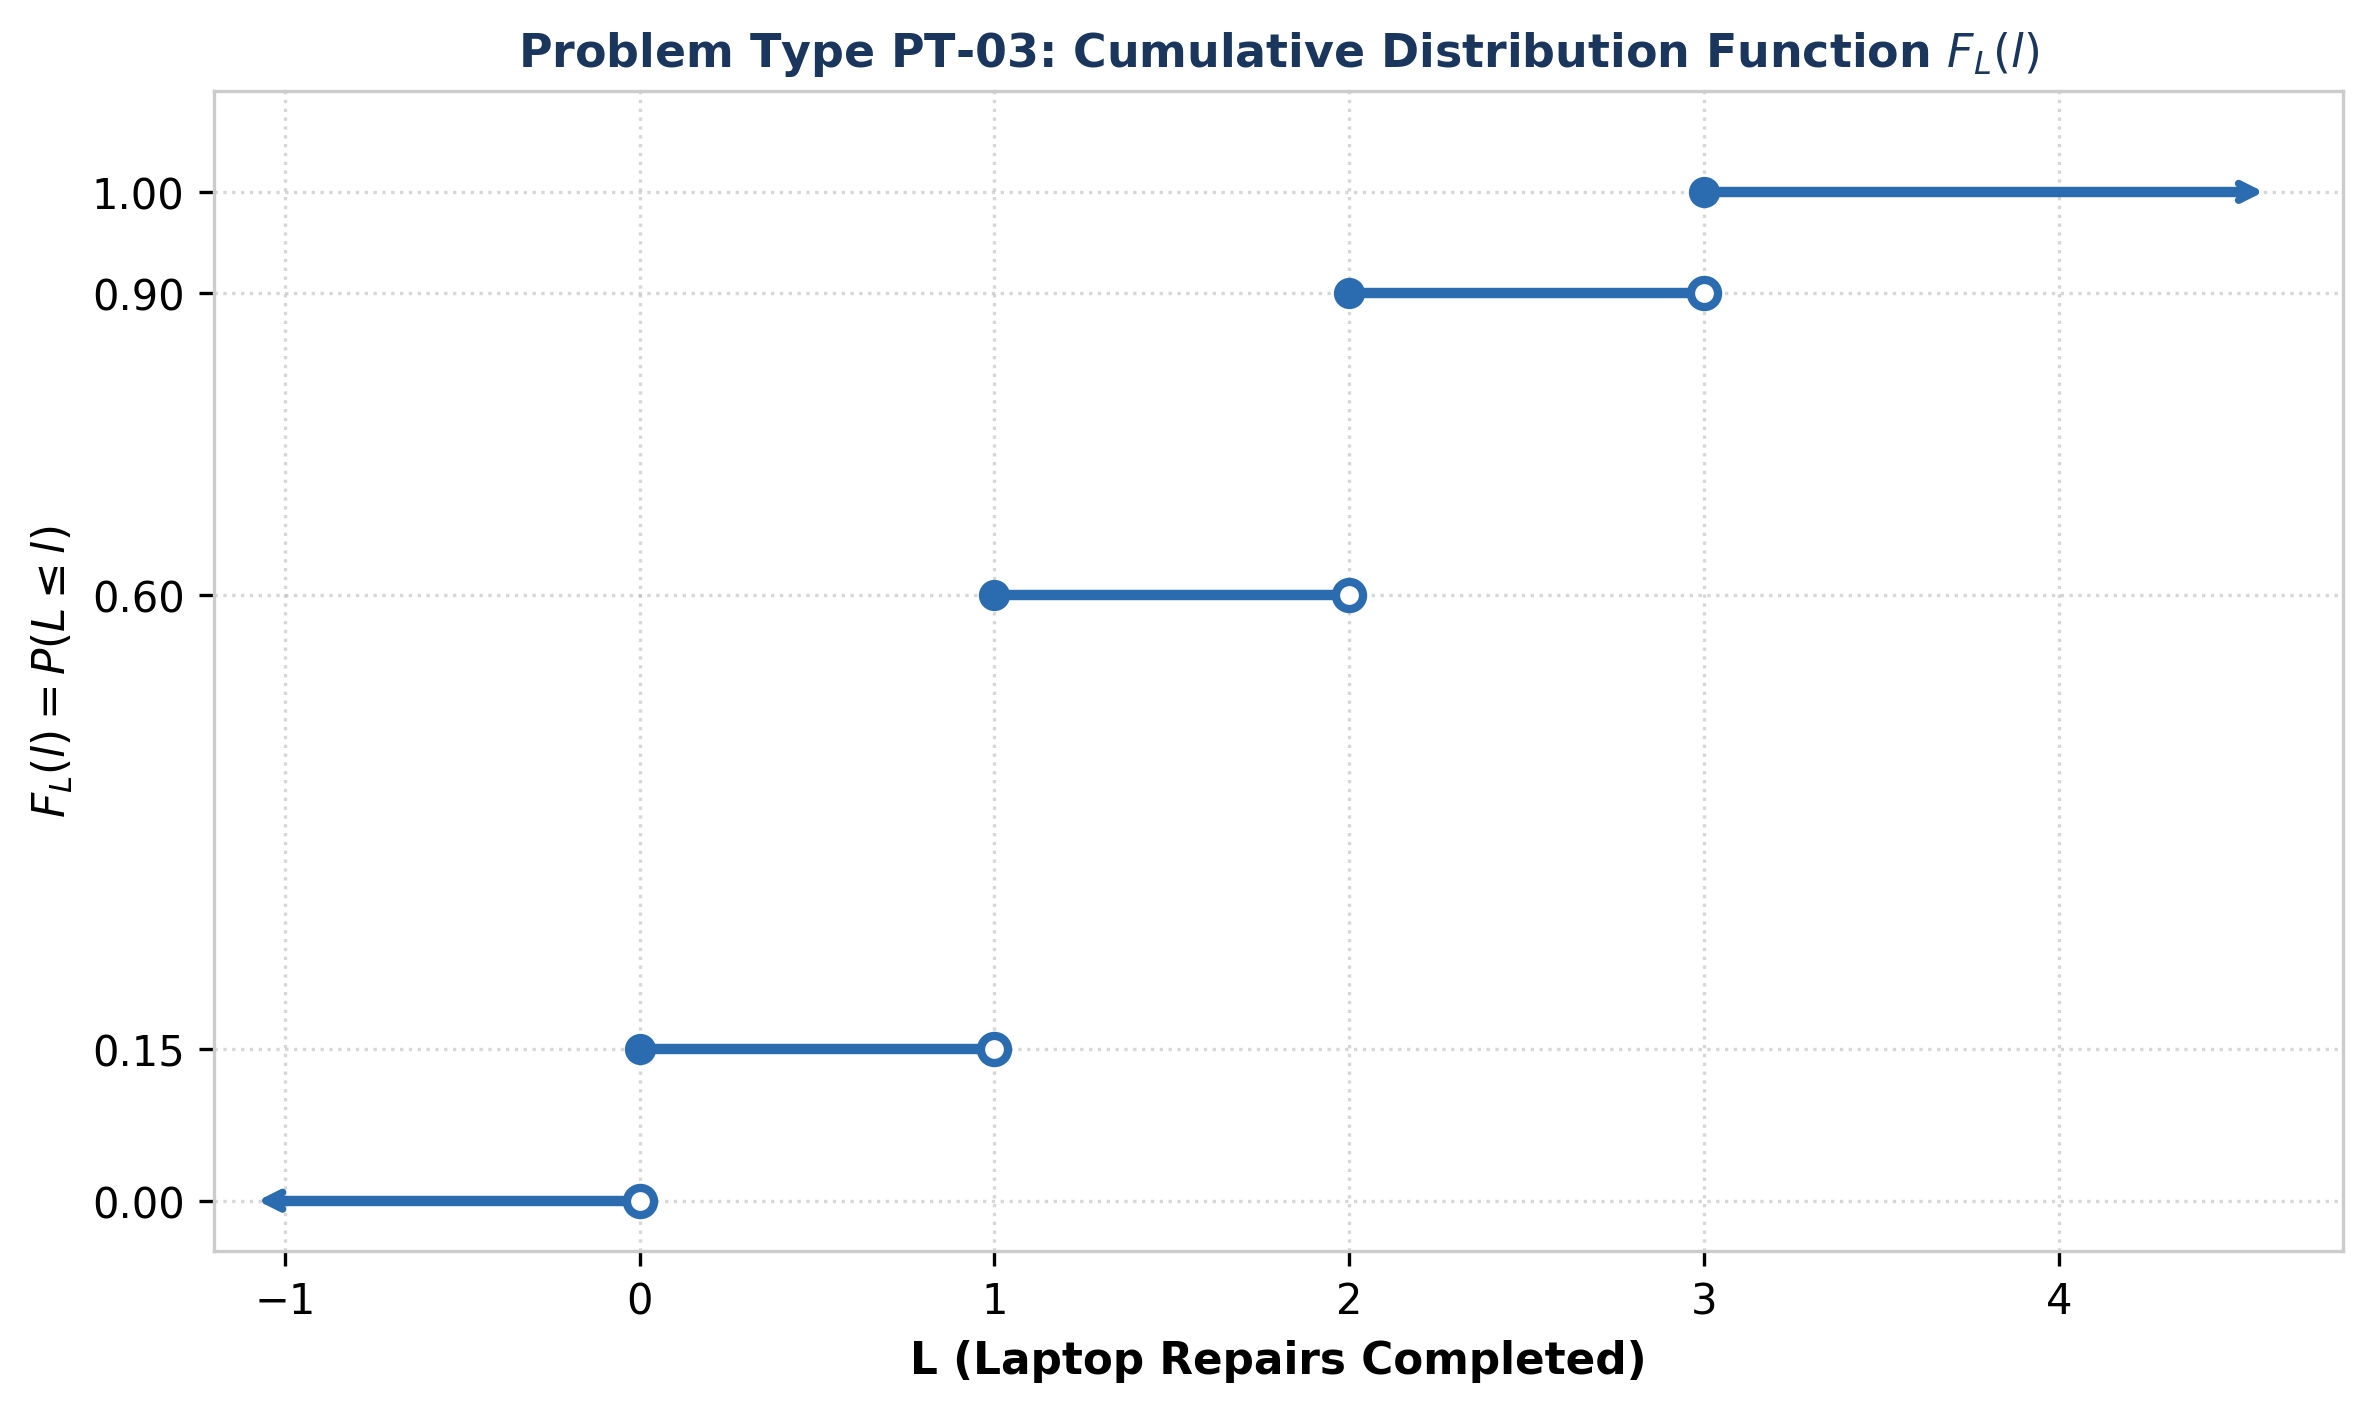 Problem Type PT-03: Cumulative Distribution Function F_L(l)
F_L(l) = P(L ≤ l)
1.00
0.90
0.60
0.15
0.00
−1 0 1 2 3 4
L (Laptop Repairs Completed)